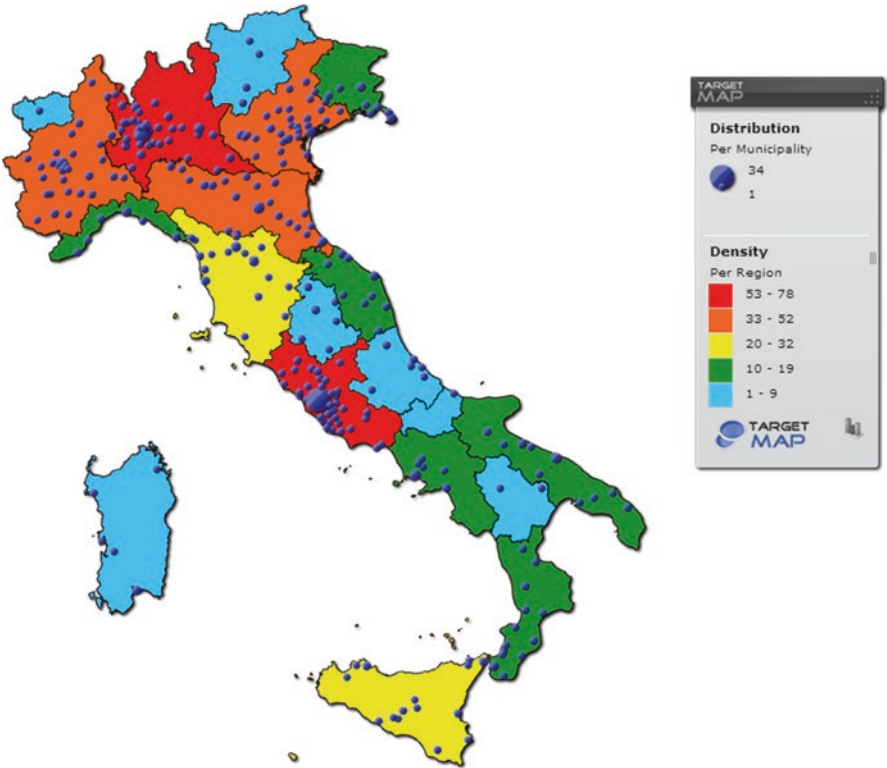 TARGET
MAP
Distribution
Per Municipality
34
1
Density
Per Region
53 - 78
33 - 52
20 - 32
10 - 19
1 - 9
TARGET
MAP